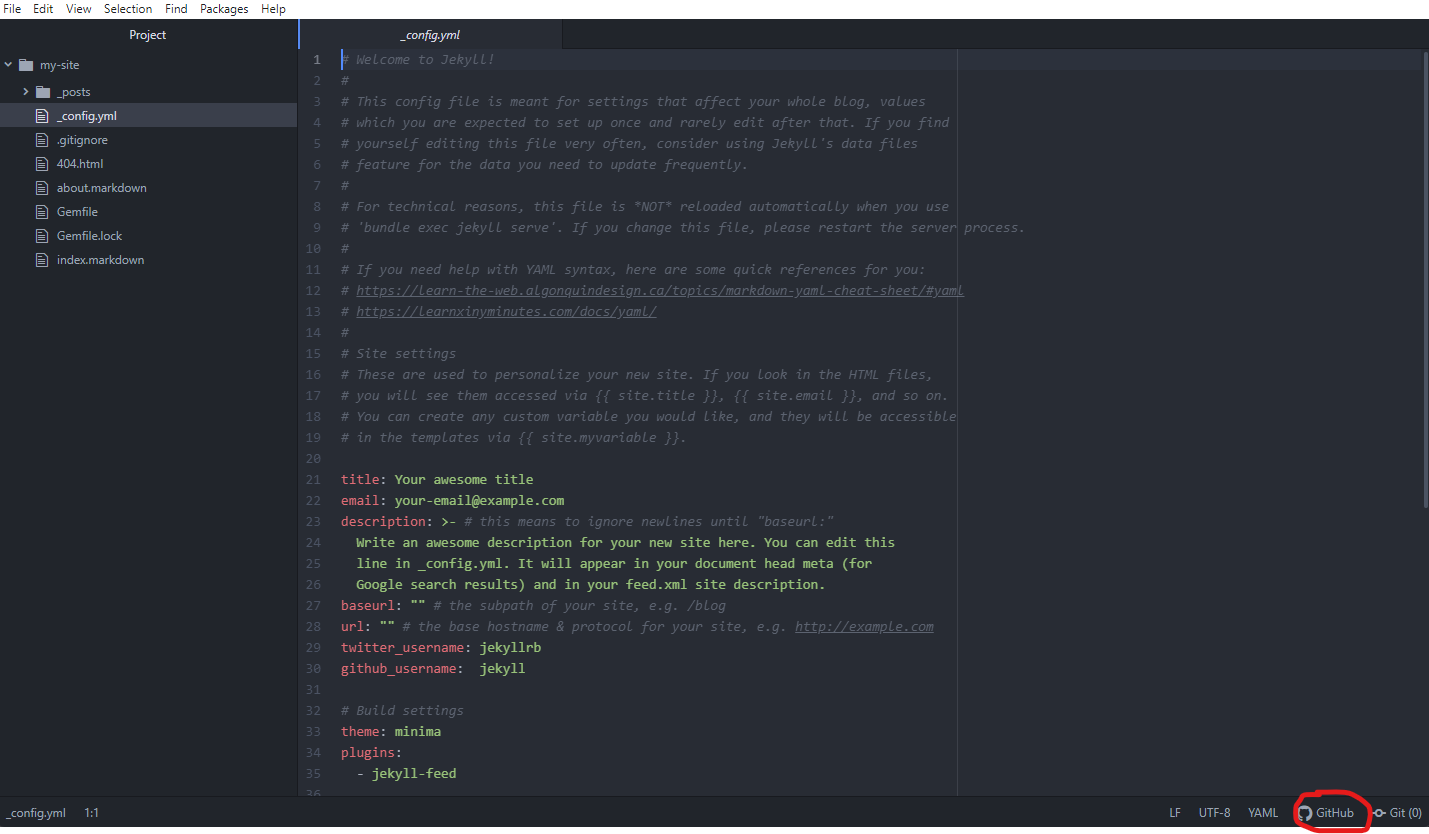 File Edit View Selection Find Packages Help
Project
_config.yml
my-site
_posts
_config.yml
.gitignore
404.html
about.markdown
Gemfile
Gemfile.lock
index.markdown
1 # Welcome to Jekyll!
2 #
3 # This config file is meant for settings that affect your whole blog, values
4 # which you are expected to set up once and rarely edit after that. If you find
5 # yourself editing this file very often, consider using Jekyll's data files
6 # feature for the data you need to update frequently.
7 #
8 # For technical reasons, this file is *NOT* reloaded automatically when you use
9 # 'bundle exec jekyll serve'. If you change this file, please restart the server process.
10 #
11 # If you need help with YAML syntax, here are some quick references for you:
12 # https://learn-the-web.algonquindesign.ca/topics/markdown-yaml-cheat-sheet/#yaml
13 # https://learnxinyminutes.com/docs/yaml/
14 #
15 # Site settings
16 # These are used to personalize your new site. If you look in the HTML files,
17 # you will see them accessed via {{ site.title }}, {{ site.email }}, and so on.
18 # You can create any custom variable you would like, and they will be accessible
19 # in the templates via {{ site.myvariable }}.
20
21 title: Your awesome title
22 email: your-email@example.com
23 description: >- # this means to ignore newlines until "baseurl:"
24 Write an awesome description for your new site here. You can edit this
25 line in _config.yml. It will appear in your document head meta (for
26 Google search results) and in your feed.xml site description.
27 baseurl: "" # the subpath of your site, e.g. /blog
28 url: "" # the base hostname & protocol for your site, e.g. http://example.com
29 twitter_username: jekyllrb
30 github_username:  jekyll
31
32 # Build settings
33 theme: minima
34 plugins:
35 - jekyll-feed
36
_config.yml 1:1 LF UTF-8 YAML GitHub Git (0)